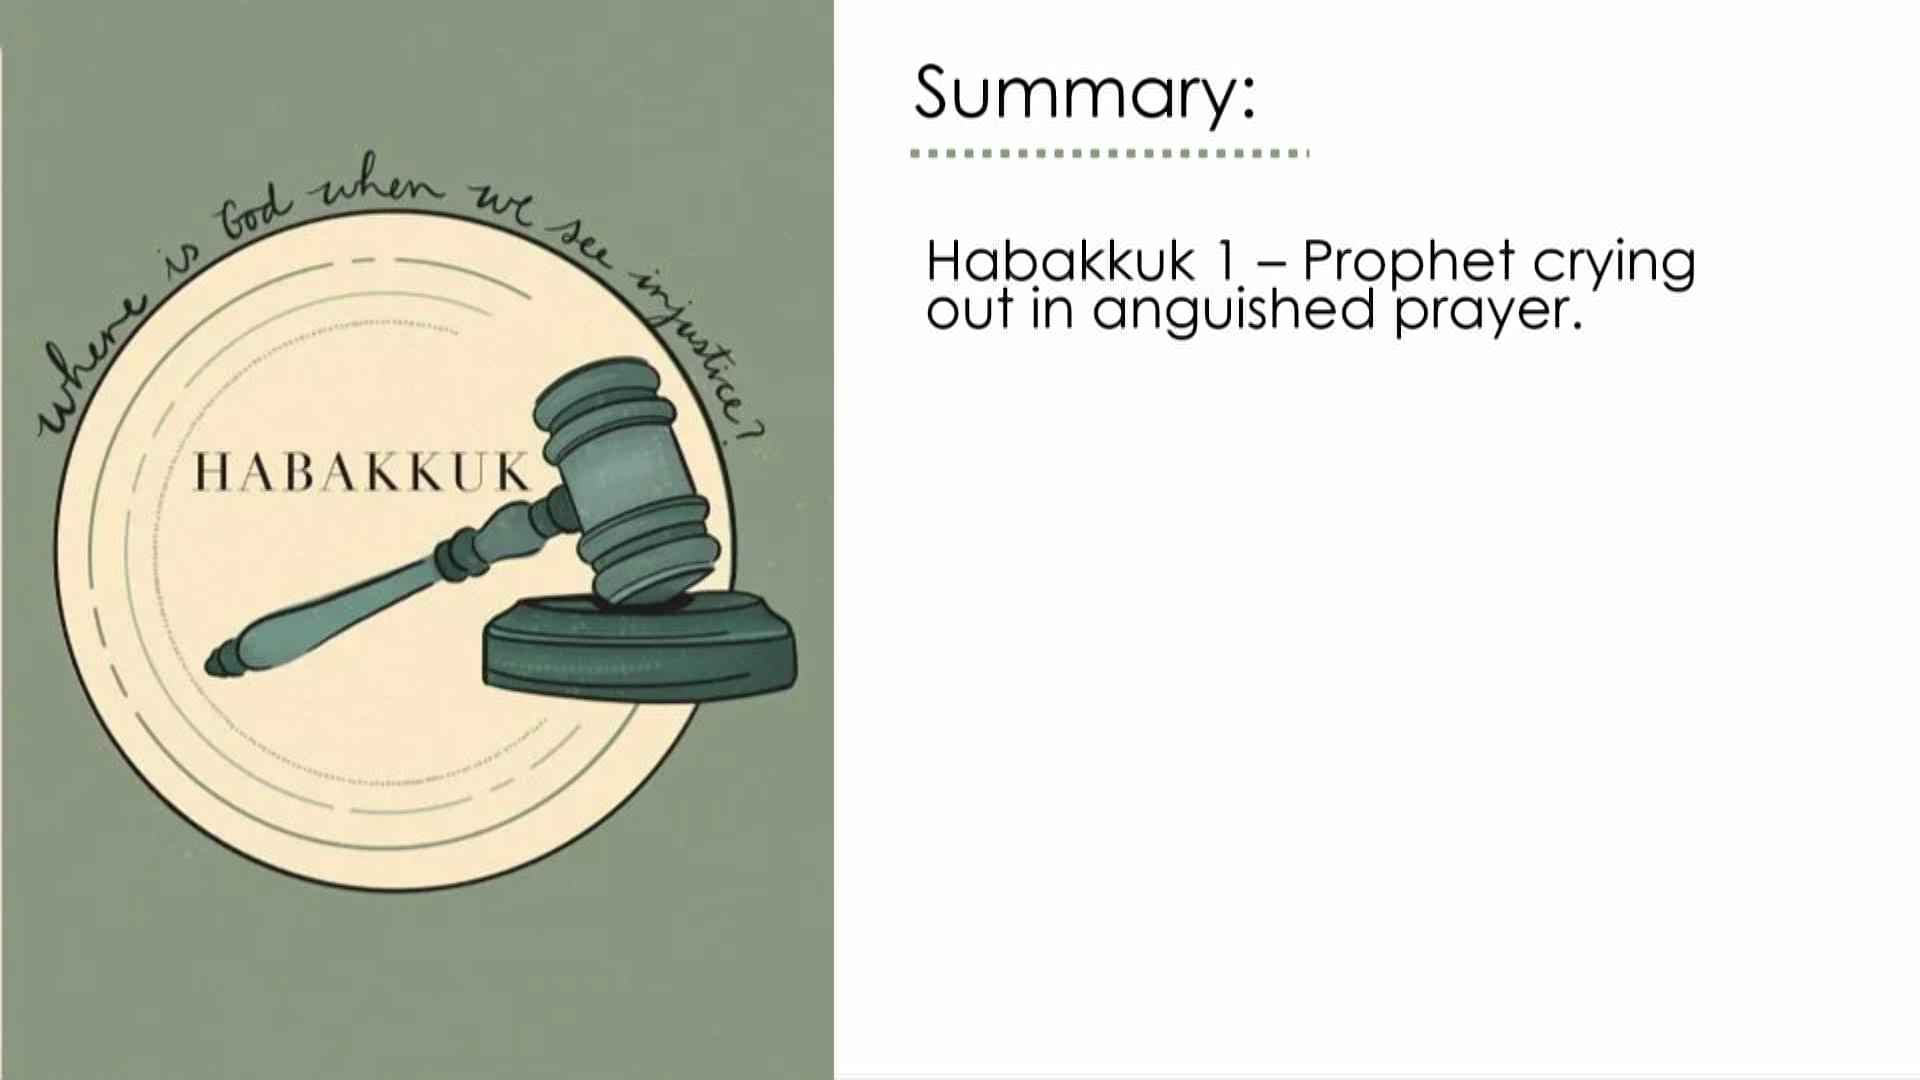 where is God when we see injustice?
HABAKKUK
Summary:
Habakkuk 1 – Prophet crying
out in anguished prayer.